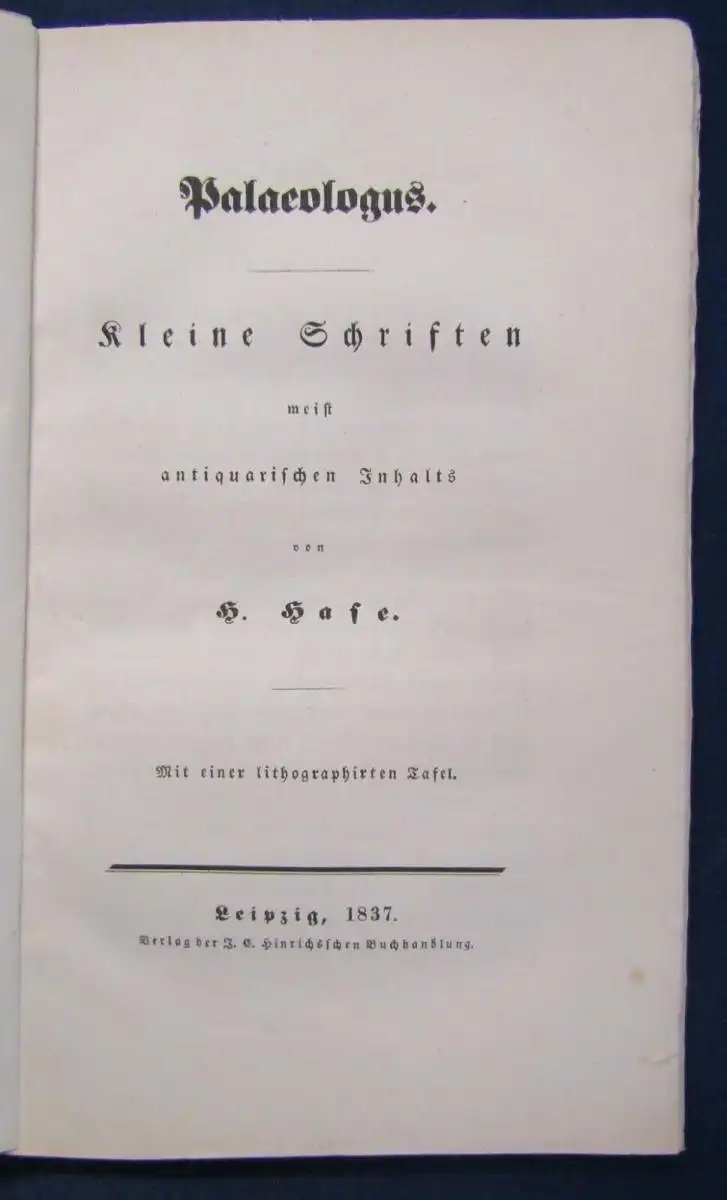 Palaeologus.
Kleine Schriften
meiſt
antiquariſchen Inhalts
von
H. Haſe.
Mit einer lithographirten Tafel.
Leipzig, 1837.
Verlag der J. C. Hinrichsſchen Buchhandlung.